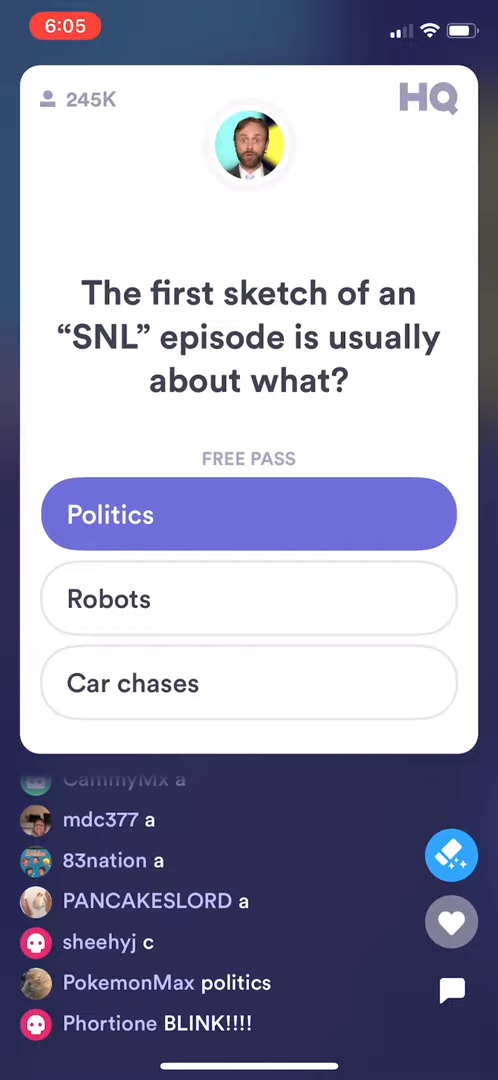 6:05
245K
HQ
The first sketch of an
“SNL” episode is usually
about what?
FREE PASS
Politics
Robots
Car chases
CammyMx a
mdc377 a
83nation a
PANCAKESLORD a
sheehyj c
PokemonMax politics
Phortione BLINK!!!!